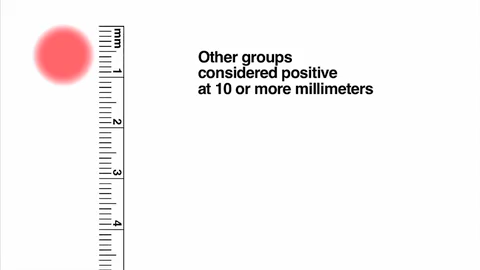 mm
1
2
3
4
Other groups
considered positive
at 10 or more millimeters